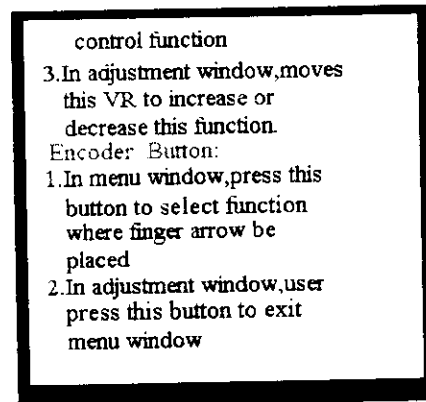 control function
3.In adjustment window,moves
this VR to increase or
decrease this function.
Encoder Button:
1.In menu window,press this
button to select function
where finger arrow be
placed
2.In adjustment window,user
press this button to exit
menu window